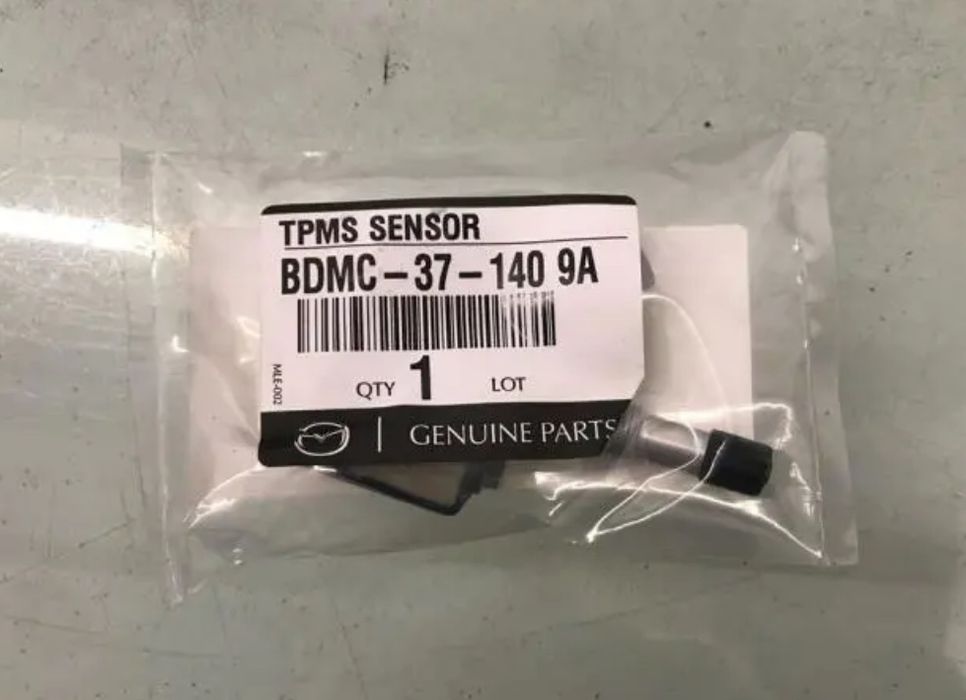 TPMS SENSOR
BDMC-37-140 9A
MLE-002
QTY 1 LOT
GENUINE PARTS